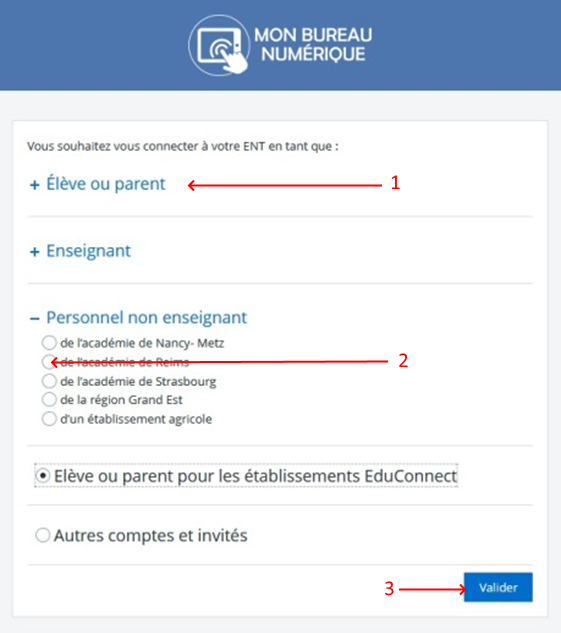 MON BUREAU
NUMÉRIQUE
Vous souhaitez vous connecter à votre ENT en tant que :
+ Élève ou parent 1
+ Enseignant
− Personnel non enseignant
de l'académie de Nancy- Metz
de l'académie de Reims 2
de l'académie de Strasbourg
de la région Grand Est
d'un établissement agricole
Elève ou parent pour les établissements EduConnect
Autres comptes et invités
3 Valider